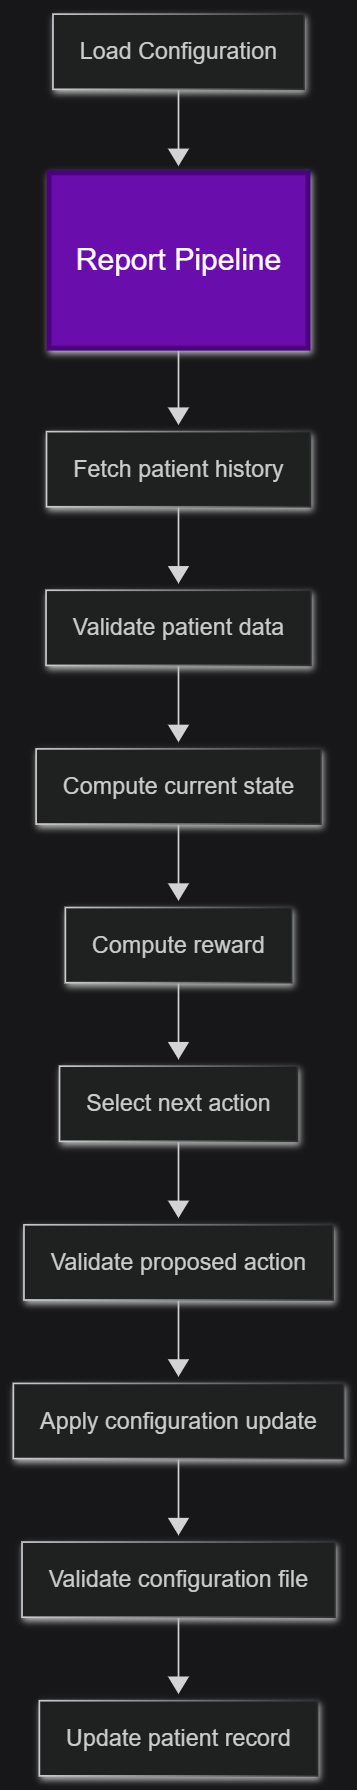 Load Configuration
Report Pipeline
Fetch patient history
Validate patient data
Compute current state
Compute reward
Select next action
Validate proposed action
Apply configuration update
Validate configuration file
Update patient record